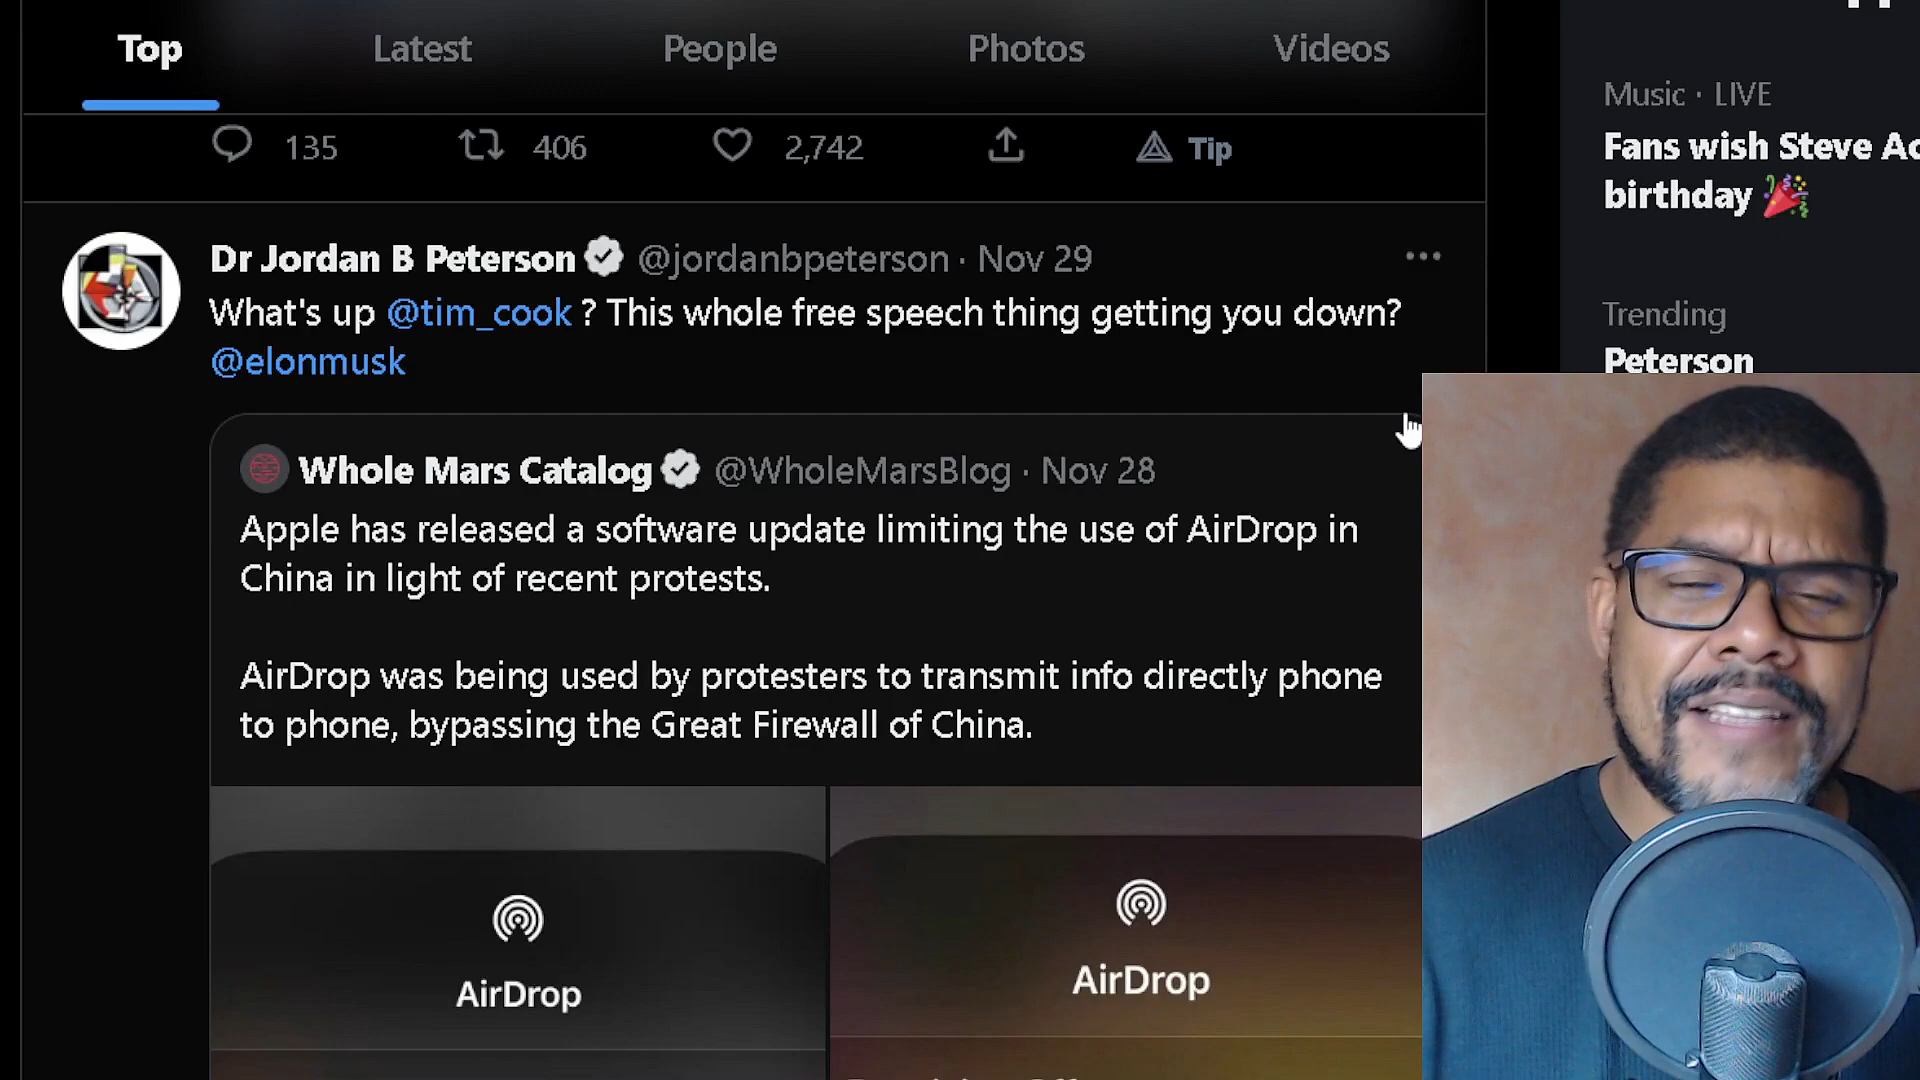 Top Latest People Photos Videos
135 406 2,742 Tip
Dr Jordan B Peterson @jordanbpeterson · Nov 29
What's up @tim_cook ? This whole free speech thing getting you down?
@elonmusk
Whole Mars Catalog @WholeMarsBlog · Nov 28
Apple has released a software update limiting the use of AirDrop in
China in light of recent protests.
AirDrop was being used by protesters to transmit info directly phone
to phone, bypassing the Great Firewall of China.
AirDrop
AirDrop
Music · LIVE
Fans wish Steve
birthday
Trending
Peterson